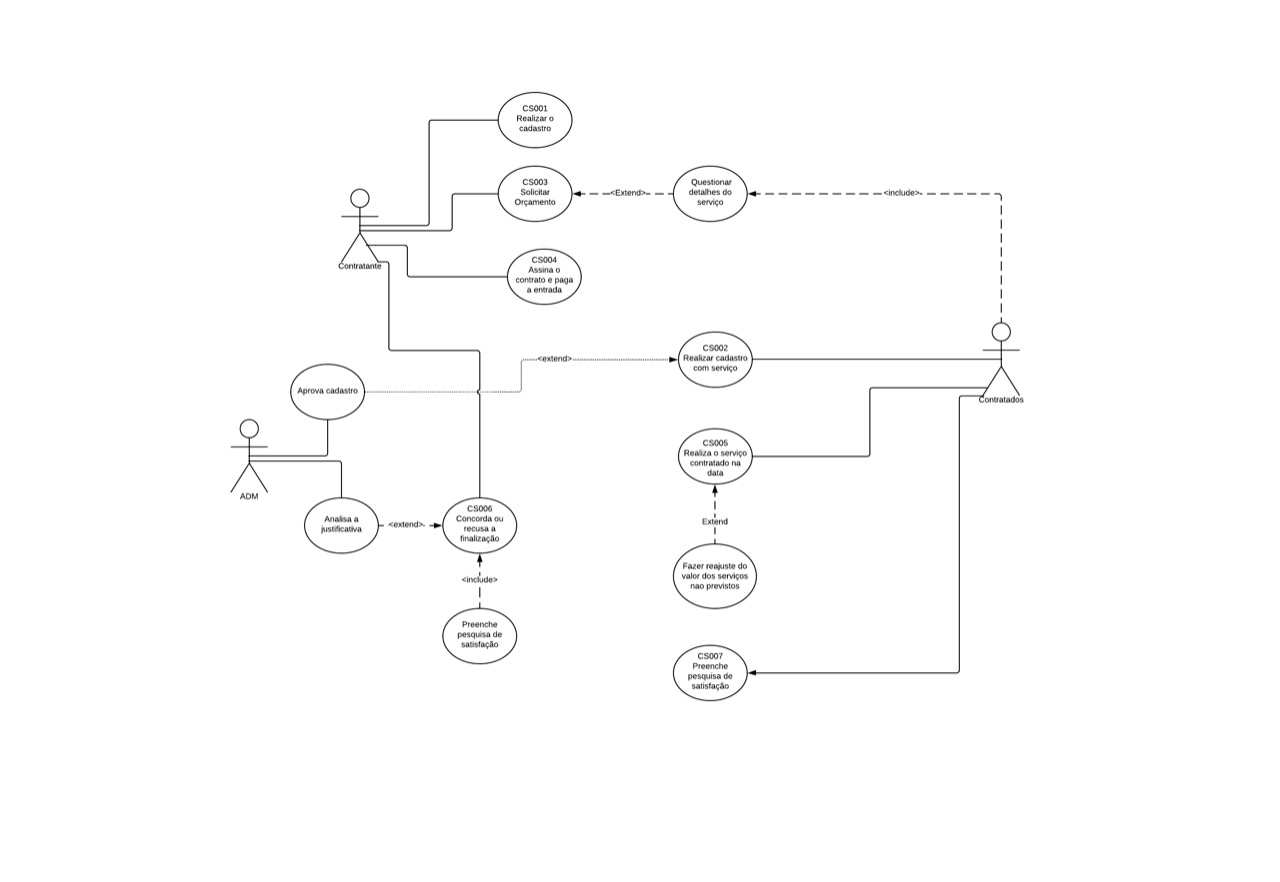 CS001
Realizar o
cadastro
CS003
Solicitar
Orçamento
<Extend>
Questionar
detalhes do
serviço
<include>
Contratante
CS004
Assina o
contrato e paga
a entrada
Aprova cadastro
<extend>
CS002
Realizar cadastro
com serviço
Contratados
ADM
CS005
Realiza o serviço
contratado na
data
Analisa a
justificativa
<extend>
CS006
Concorda ou
recusa a
finalização
Extend
<include>
Fazer reajuste do
valor dos serviços
nao previstos
Preenche
pesquisa de
satisfação
CS007
Preenche
pesquisa de
satisfação